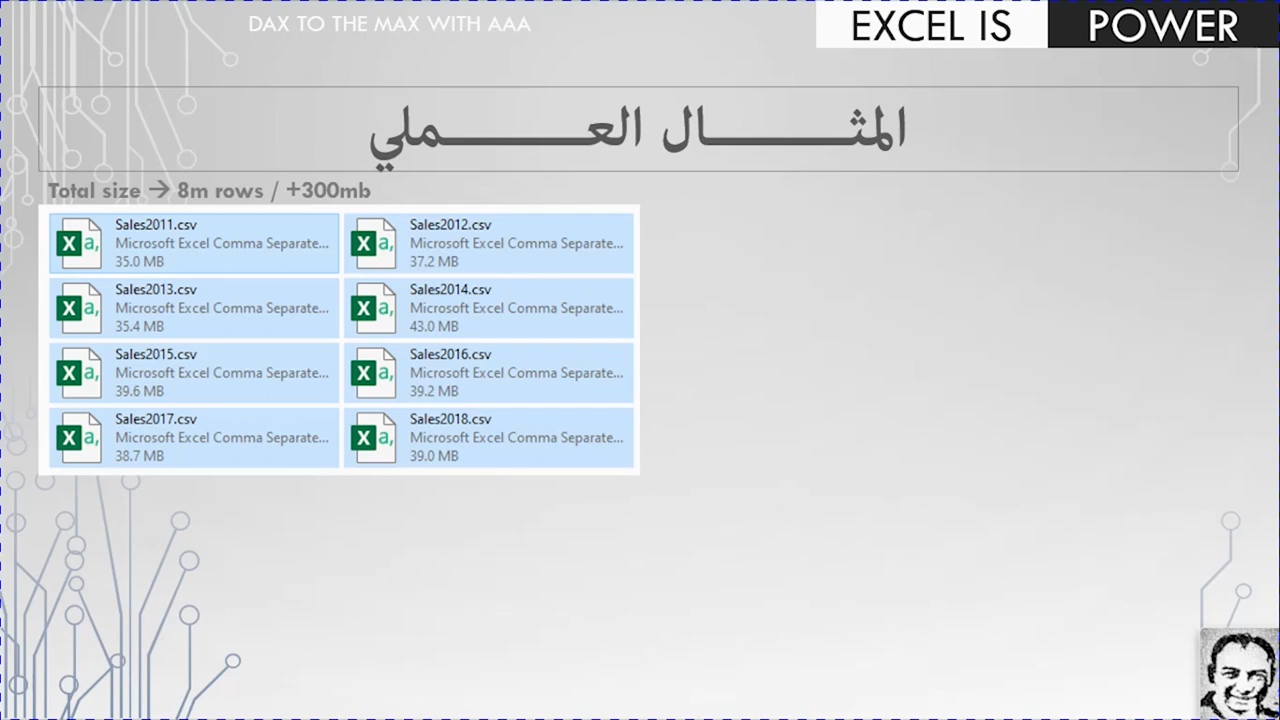 DAX TO THE MAX WITH AAA
EXCEL IS POWER
المثـــــــال العـــــــملي
Total size → 8m rows / +300mb
Sales2011.csv
Microsoft Excel Comma Separate...
35.0 MB
Sales2012.csv
Microsoft Excel Comma Separate...
37.2 MB
Sales2013.csv
Microsoft Excel Comma Separate...
35.4 MB
Sales2014.csv
Microsoft Excel Comma Separate...
43.0 MB
Sales2015.csv
Microsoft Excel Comma Separate...
39.6 MB
Sales2016.csv
Microsoft Excel Comma Separate...
39.2 MB
Sales2017.csv
Microsoft Excel Comma Separate...
38.7 MB
Sales2018.csv
Microsoft Excel Comma Separate...
39.0 MB